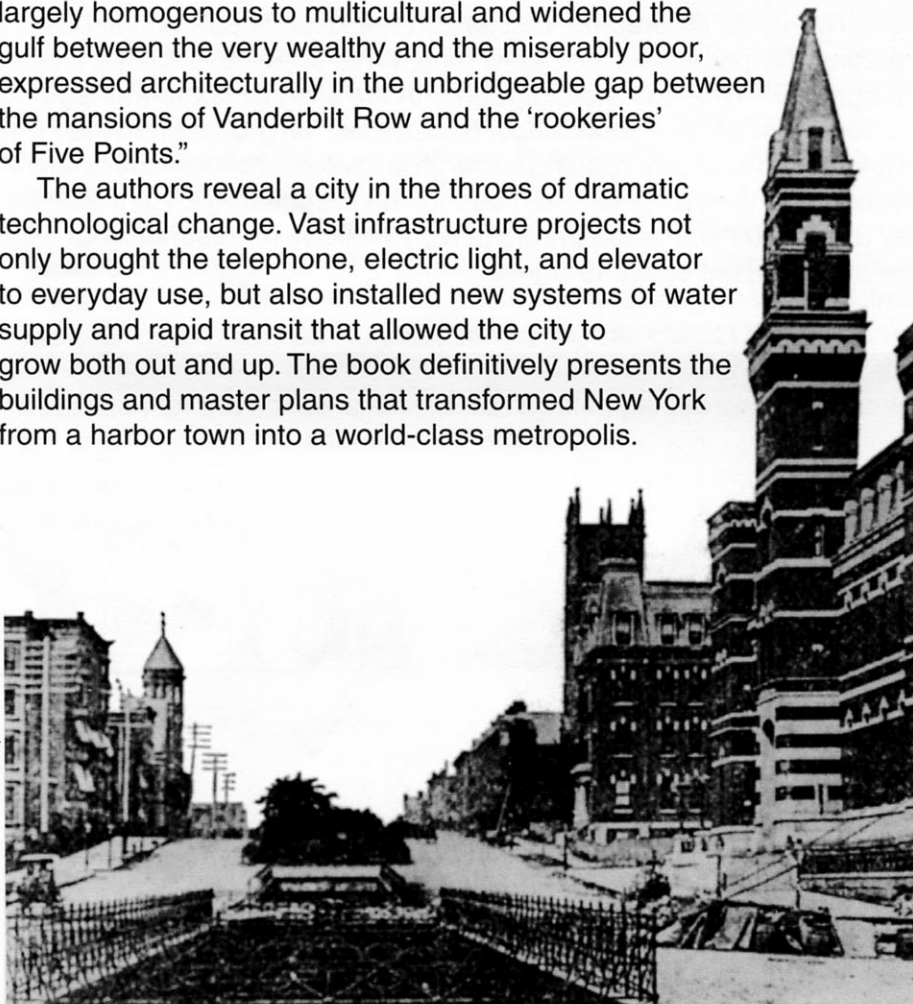 largely homogenous to multicultural and widened the
gulf between the very wealthy and the miserably poor,
expressed architecturally in the unbridgeable gap between
the mansions of Vanderbilt Row and the ‘rookeries’
of Five Points.”
The authors reveal a city in the throes of dramatic
technological change. Vast infrastructure projects not
only brought the telephone, electric light, and elevator
to everyday use, but also installed new systems of water
supply and rapid transit that allowed the city to
grow both out and up. The book definitively presents the
buildings and master plans that transformed New York
from a harbor town into a world-class metropolis.